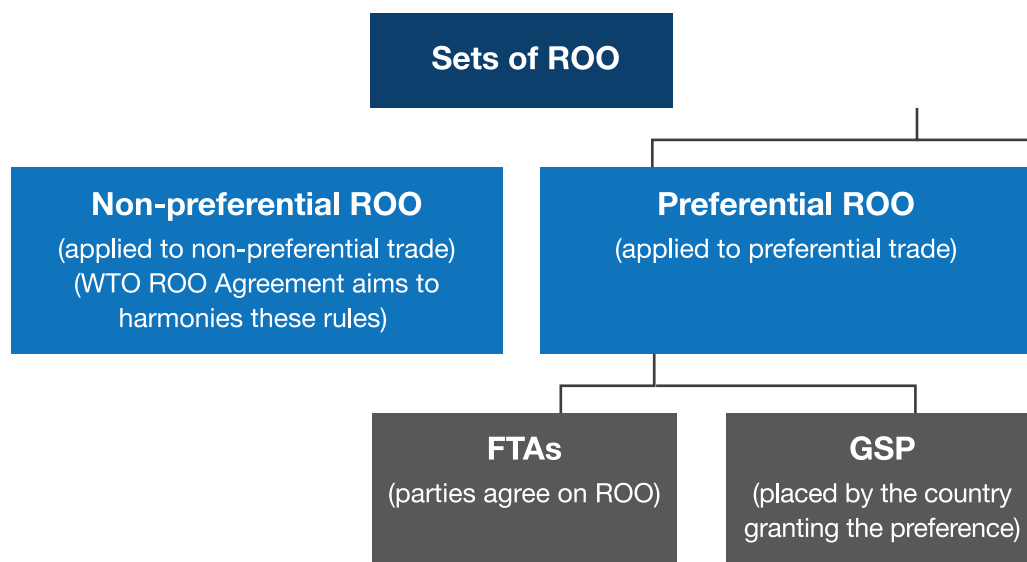 Sets of ROO
Non-preferential ROO
(applied to non-preferential trade)
(WTO ROO Agreement aims to
harmonies these rules)
Preferential ROO
(applied to preferential trade)
FTAs
(parties agree on ROO)
GSP
(placed by the country
granting the preference)